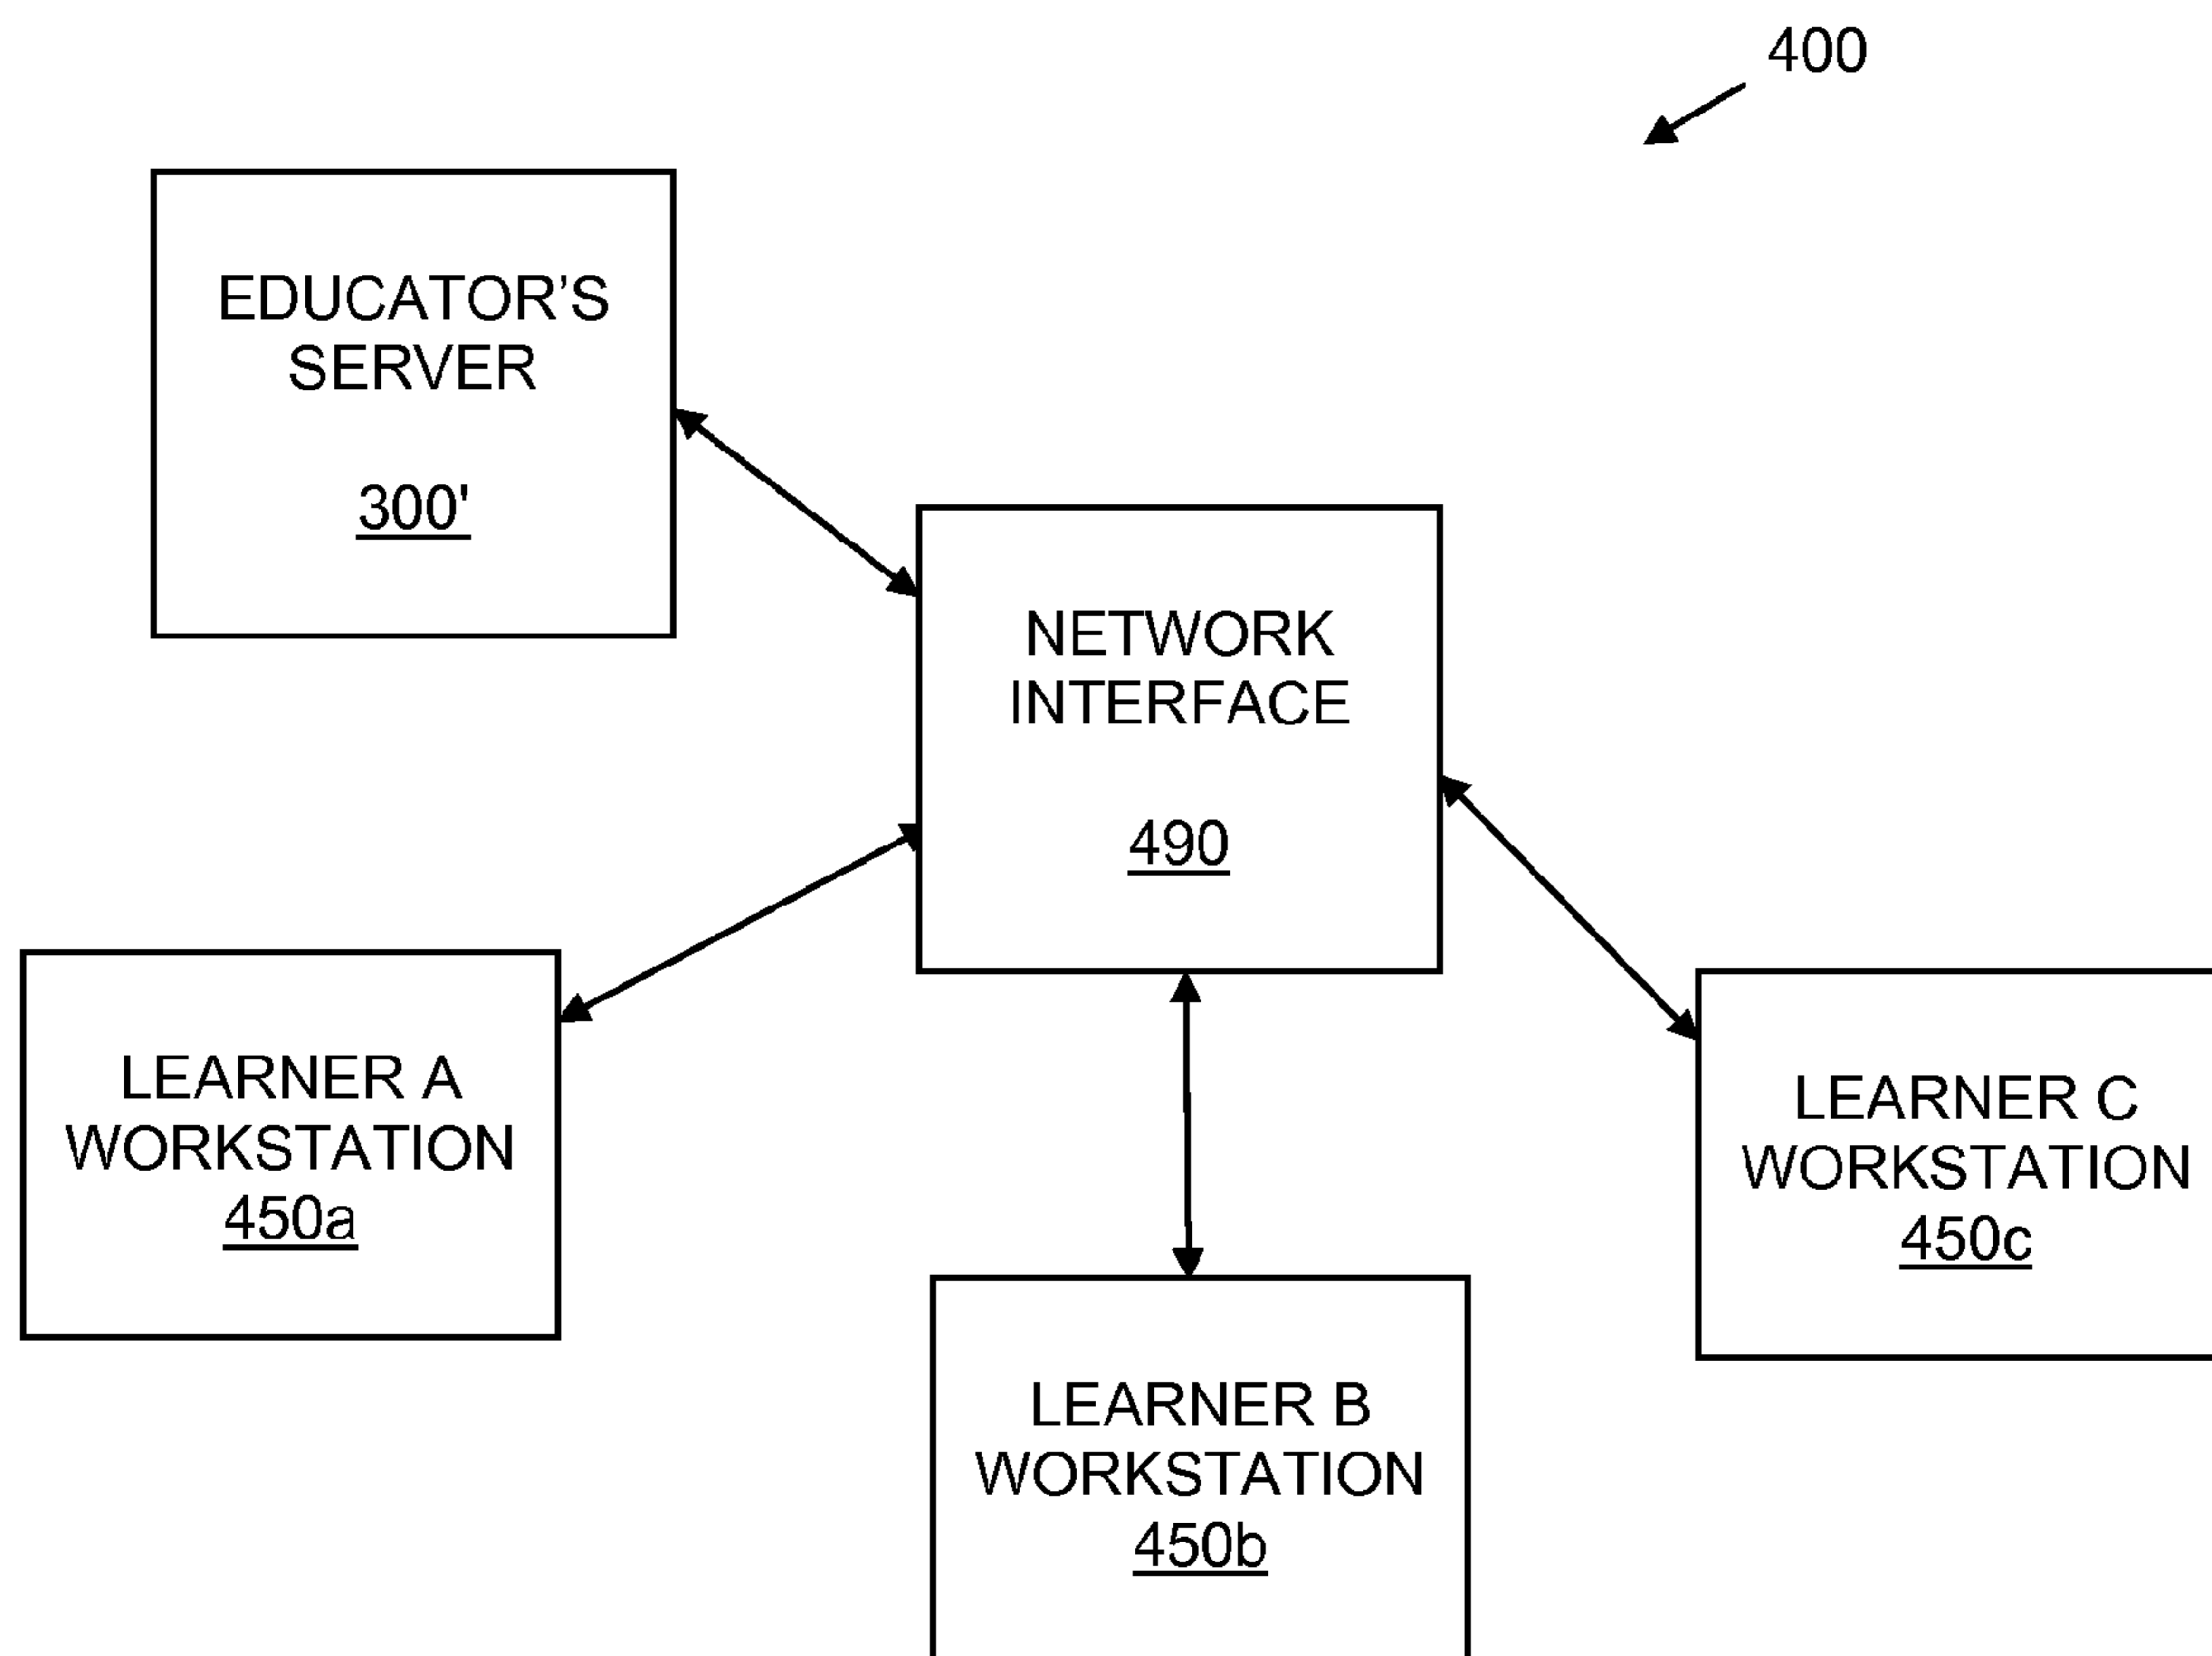 400
EDUCATOR’S
SERVER
300'
NETWORK
INTERFACE
490
LEARNER A
WORKSTATION
450a
LEARNER C
WORKSTATION
450c
LEARNER B
WORKSTATION
450b